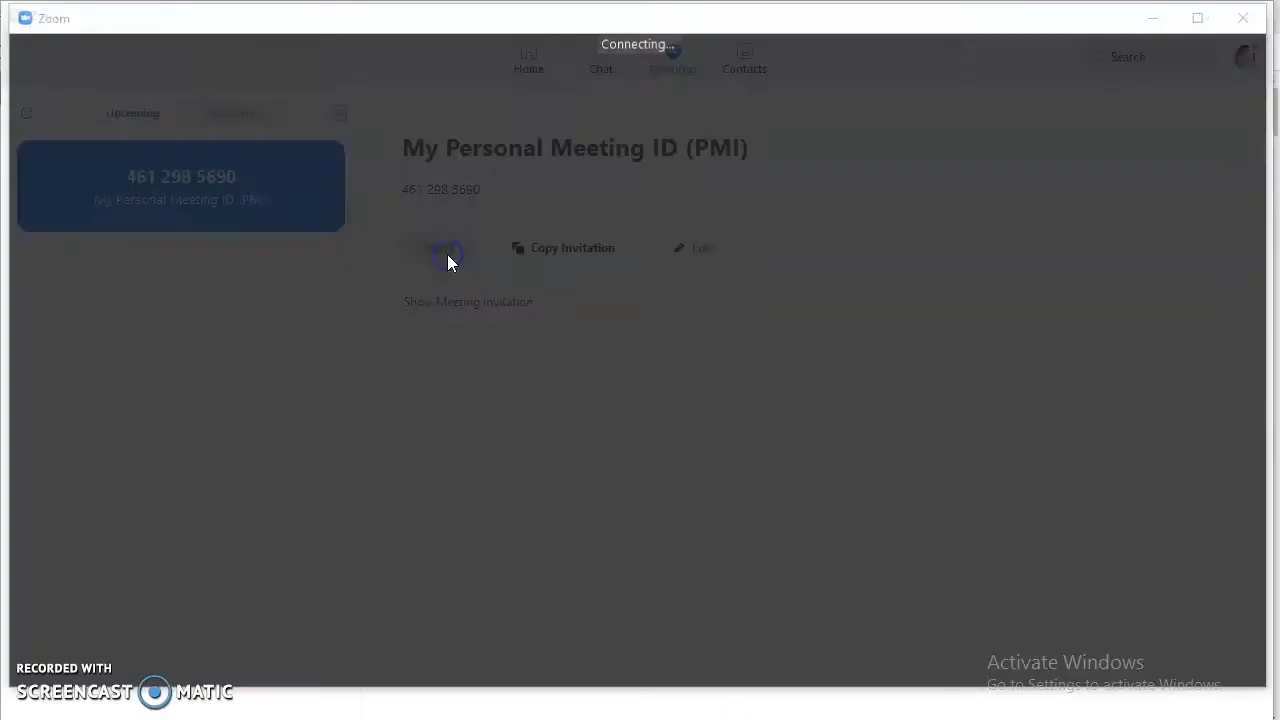 Zoom
Connecting...
Home
Chat
Meetings
Contacts
Search
Upcoming
My Personal Meeting ID (PMI)
461 298 5690
My Personal Meeting ID (PMI)
461 298 5690
Copy Invitation
Edit
Show Meeting Invitation
RECORDED WITH
SCREENCAST MATIC
Activate Windows
Go to Settings to activate Windows.